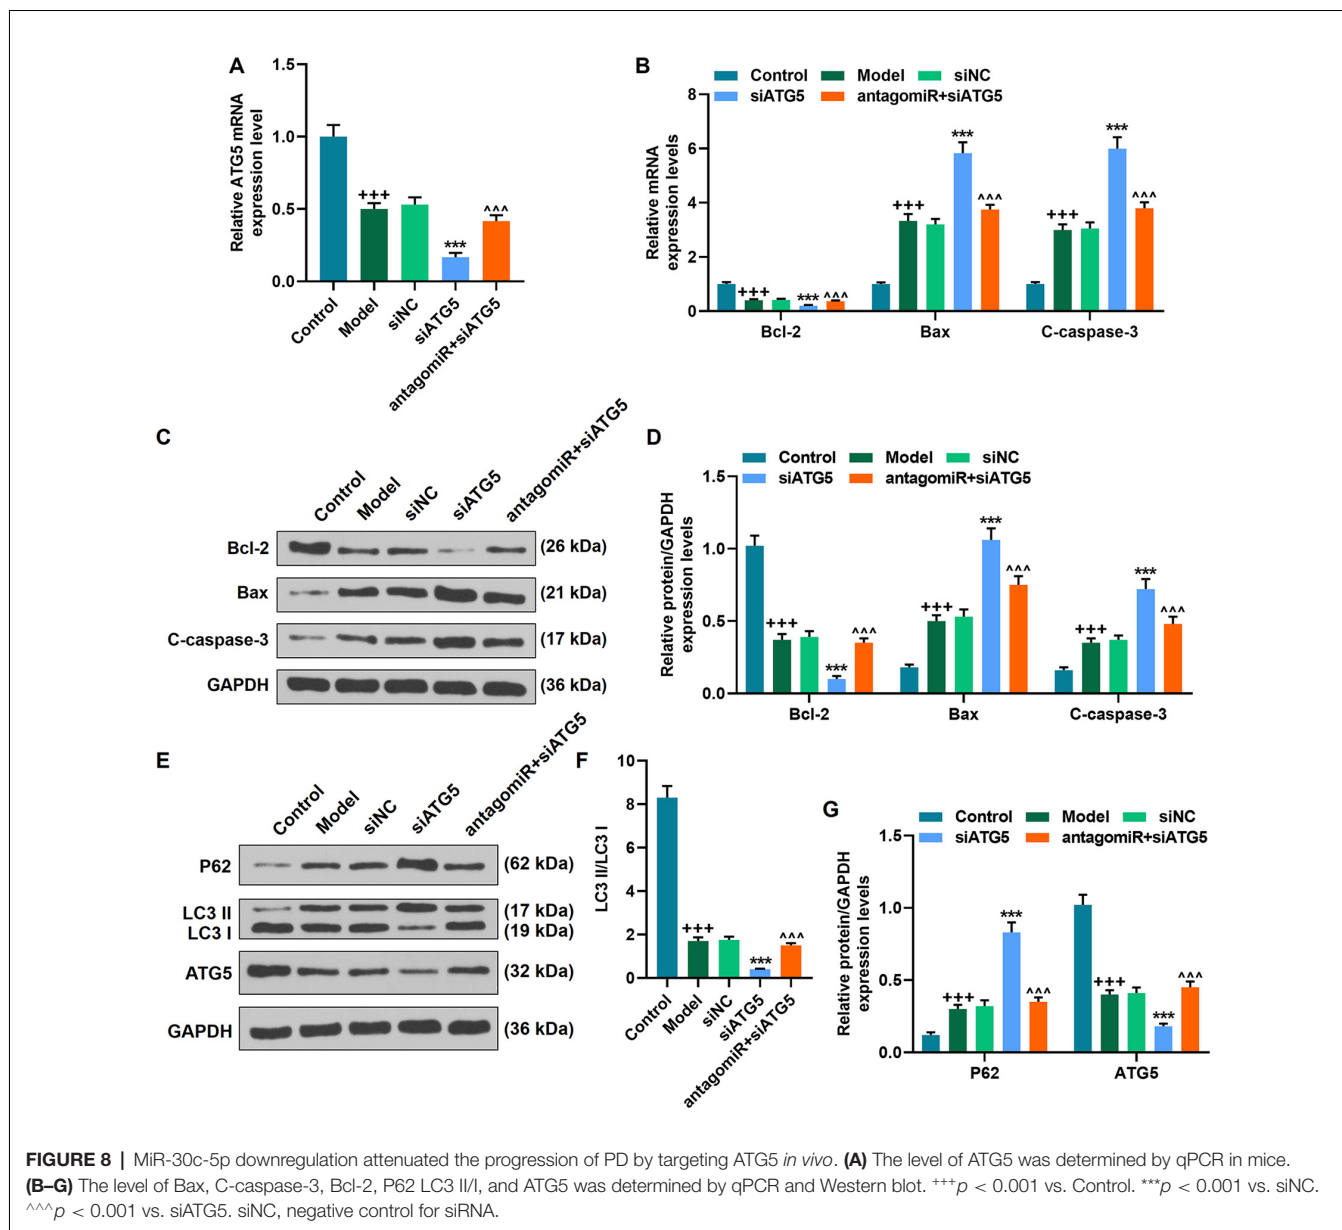 A
Relative ATG5 mRNA
expression level
1.5
1.0
0.5
0.0
+++
***
^^^
Control
Model
siNC
siATG5
antagomiR+siATG5
B
Control Model siNC
siATG5 antagomiR+siATG5
Relative mRNA
expression levels
8
6
4
2
0
+++ *** ^^^
+++ *** ^^^
+++ *** ^^^
Bcl-2 Bax C-caspase-3
C
Control Model siNC siATG5 antagomiR+siATG5
Bcl-2 (26 kDa)
Bax (21 kDa)
C-caspase-3 (17 kDa)
GAPDH (36 kDa)
D
Control Model siNC
siATG5 antagomiR+siATG5
Relative protein/GAPDH
expression levels
1.5
1.0
0.5
0.0
+++ *** ^^^
+++ *** ^^^
+++ *** ^^^
Bcl-2 Bax C-caspase-3
E
Control Model siNC siATG5 antagomiR+siATG5
P62 (62 kDa)
LC3 II (17 kDa)
LC3 I (19 kDa)
ATG5 (32 kDa)
GAPDH (36 kDa)
F
LC3 II/LC3 I
10
8
6
4
2
0
+++
***
^^^
Control
Model
siNC
siATG5
antagomiR+siATG5
G
Control Model siNC
siATG5 antagomiR+siATG5
Relative protein/GAPDH
expression levels
1.5
1.0
0.5
0.0
+++ *** ^^^
+++ *** ^^^
P62 ATG5
FIGURE 8 | MiR-30c-5p downregulation attenuated the progression of PD by targeting ATG5 in vivo. (A) The level of ATG5 was determined by qPCR in mice.
(B–G) The level of Bax, C-caspase-3, Bcl-2, P62 LC3 II/I, and ATG5 was determined by qPCR and Western blot. +++p < 0.001 vs. Control. ***p < 0.001 vs. siNC.
^^^p < 0.001 vs. siATG5. siNC, negative control for siRNA.